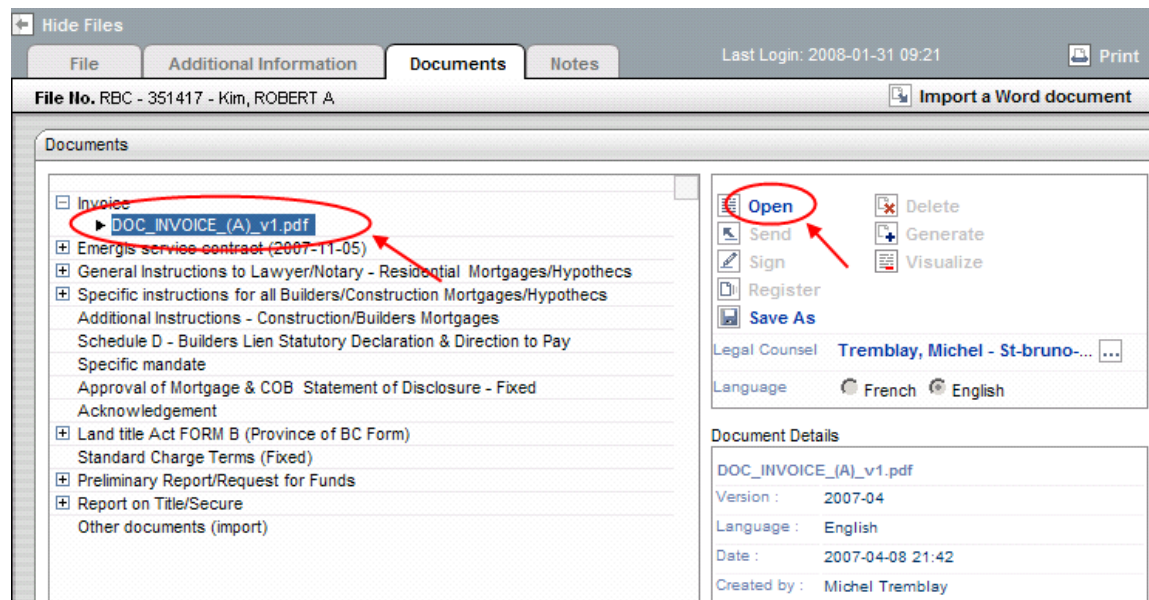 Hide Files
File Additional Information Documents Notes Last Login: 2008-01-31 09:21 Print
File No. RBC - 351417 - Kim, ROBERT A Import a Word document
Documents
Invoice
DOC_INVOICE_(A)_v1.pdf
Emergis service contract (2007-11-05)
General Instructions to Lawyer/Notary - Residential Mortgages/Hypothecs
Specific instructions for all Builders/Construction Mortgages/Hypothecs
Additional Instructions - Construction/Builders Mortgages
Schedule D - Builders Lien Statutory Declaration & Direction to Pay
Specific mandate
Approval of Mortgage & COB Statement of Disclosure - Fixed
Acknowledgement
Land title Act FORM B (Province of BC Form)
Standard Charge Terms (Fixed)
Preliminary Report/Request for Funds
Report on Title/Secure
Other documents (import)
Open Delete
Send Generate
Sign Visualize
Register
Save As
Legal Counsel Tremblay, Michel - St-bruno-... ...
Language French English
Document Details
DOC_INVOICE_(A)_v1.pdf
Version : 2007-04
Language : English
Date : 2007-04-08 21:42
Created by : Michel Tremblay